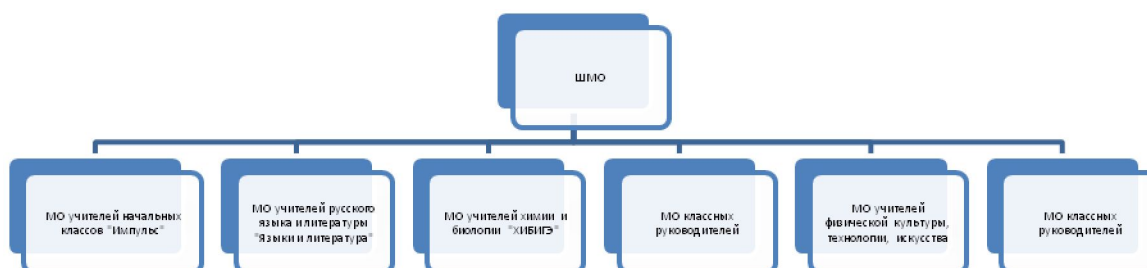 ШМО
МО учителей начальных
классов "Импульс"
МО учителей русского
языка и литературы
"Языки и литература"
МО учителей химии и
биологии "ХИБИГЭ"
МО классных
руководителей
МО учителей
физической культуры,
технологии, искусства
МО классных
руководителей